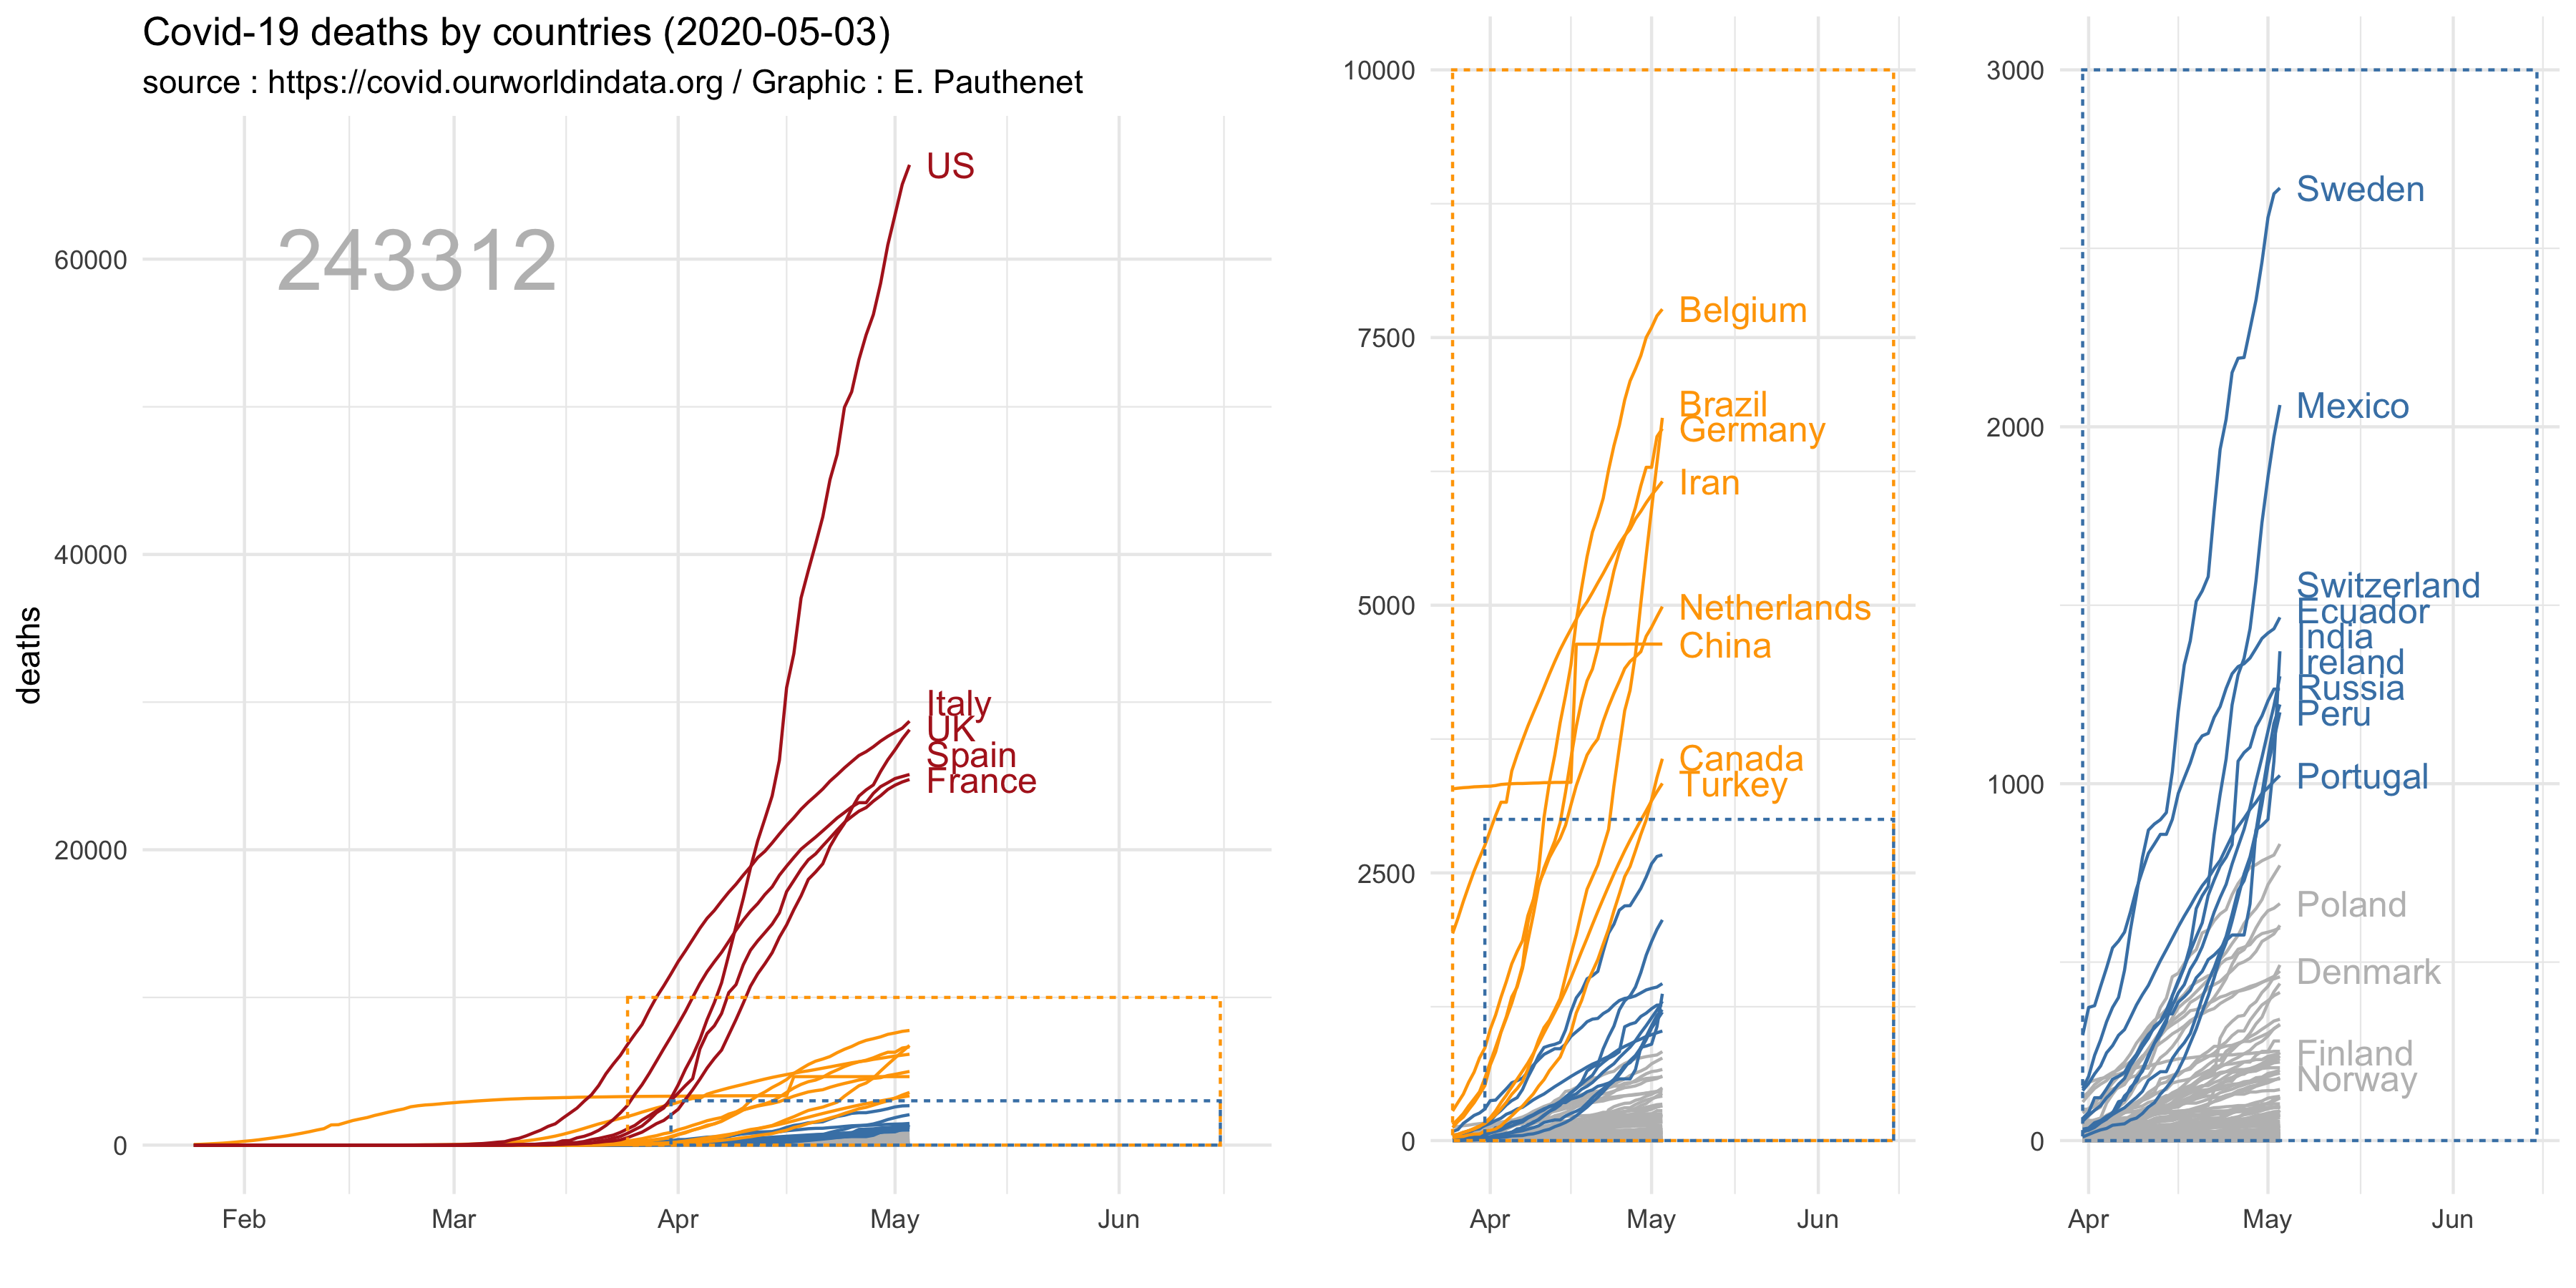 Covid-19 deaths by countries (2020-05-03)
source : https://covid.ourworldindata.org / Graphic : E. Pauthenet
deaths
60000
40000
20000
0
243312
US
Italy
UK
Spain
France
Feb
Mar
Apr
May
Jun
10000
7500
5000
2500
0
Belgium
Brazil
Germany
Iran
Netherlands
China
Canada
Turkey
Apr
May
Jun
3000
2000
1000
0
Sweden
Mexico
Switzerland
Ecuador
India
Ireland
Russia
Peru
Portugal
Poland
Denmark
Finland
Norway
Apr
May
Jun